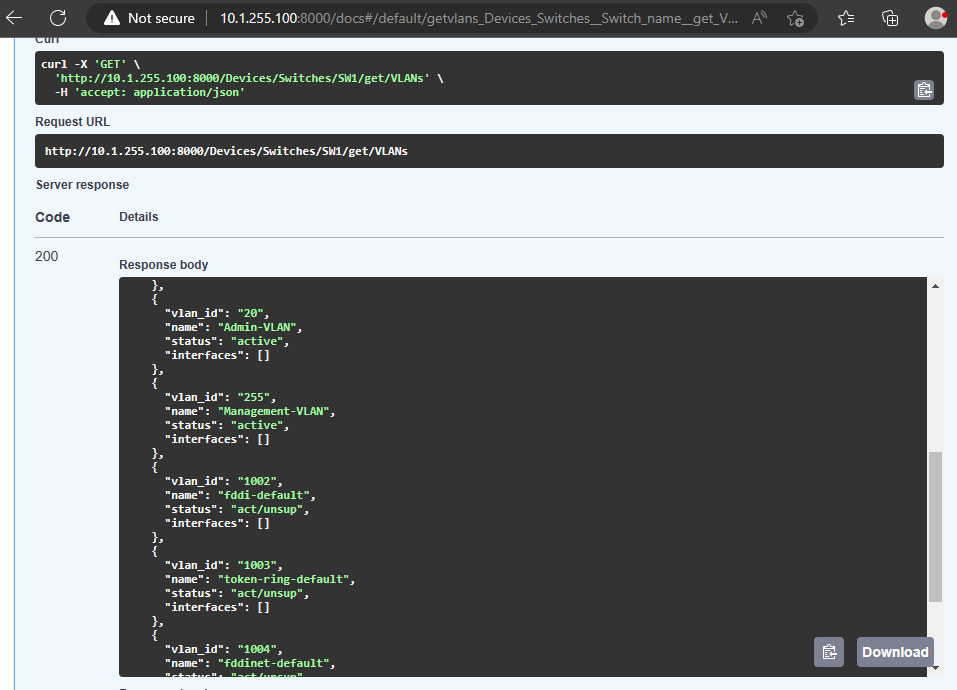 Not secure
10.1.255.100:8000/docs#/default/getvlans_Devices_Switches__Switch_name__get_V...
Curl
curl -X 'GET' \
'http://10.1.255.100:8000/Devices/Switches/SW1/get/VLANs' \
-H 'accept: application/json'
Request URL
http://10.1.255.100:8000/Devices/Switches/SW1/get/VLANs
Server response
Code Details
200
Response body
},
{
"vlan_id": "20",
"name": "Admin-VLAN",
"status": "active",
"interfaces": []
},
{
"vlan_id": "255",
"name": "Management-VLAN",
"status": "active",
"interfaces": []
},
{
"vlan_id": "1002",
"name": "fddi-default",
"status": "act/unsup",
"interfaces": []
},
{
"vlan_id": "1003",
"name": "token-ring-default",
"status": "act/unsup",
"interfaces": []
},
{
"vlan_id": "1004",
"name": "fddinet-default",
"status": "act/unsup"
Download